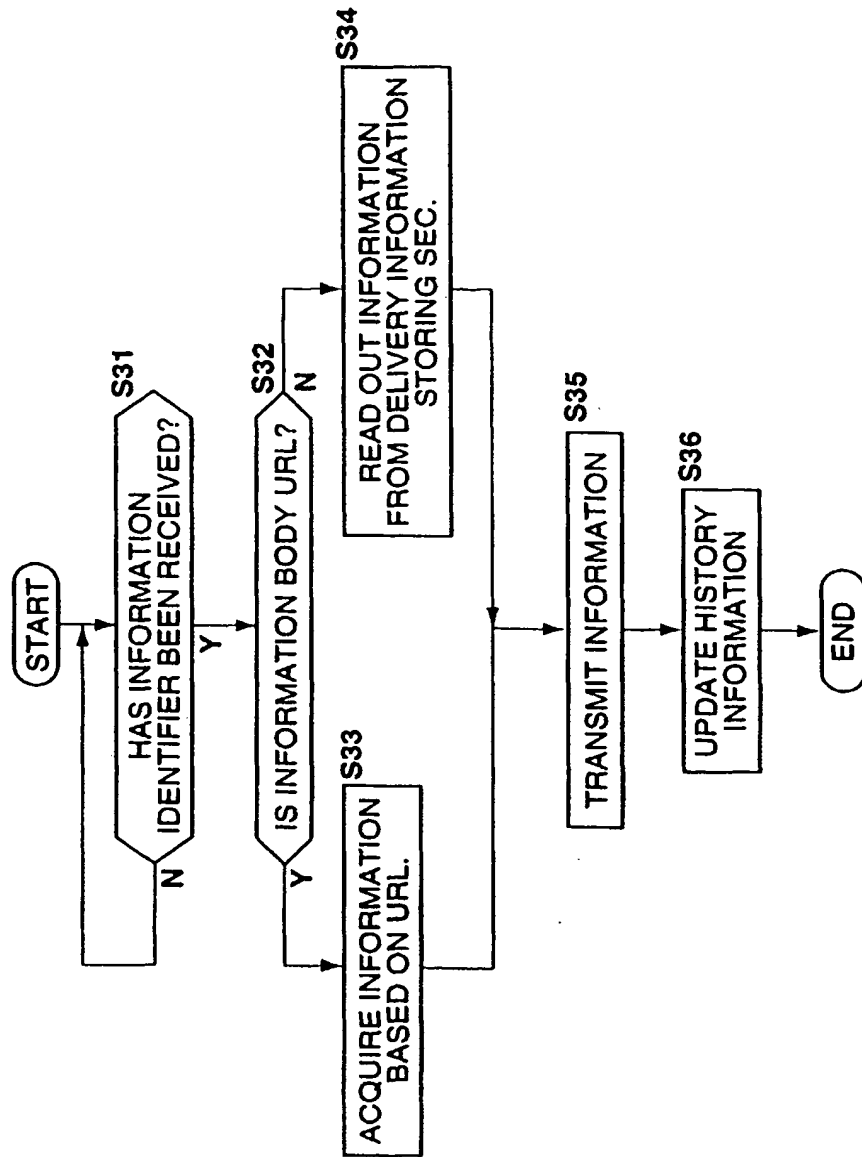 START
S31
HAS INFORMATION
IDENTIFIER BEEN RECEIVED?
N
Y
S32
IS INFORMATION BODY URL?
Y
N
S33
ACQUIRE INFORMATION
BASED ON URL.
S34
READ OUT INFORMATION
FROM DELIVERY INFORMATION
STORING SEC.
S35
TRANSMIT INFORMATION
S36
UPDATE HISTORY
INFORMATION
END